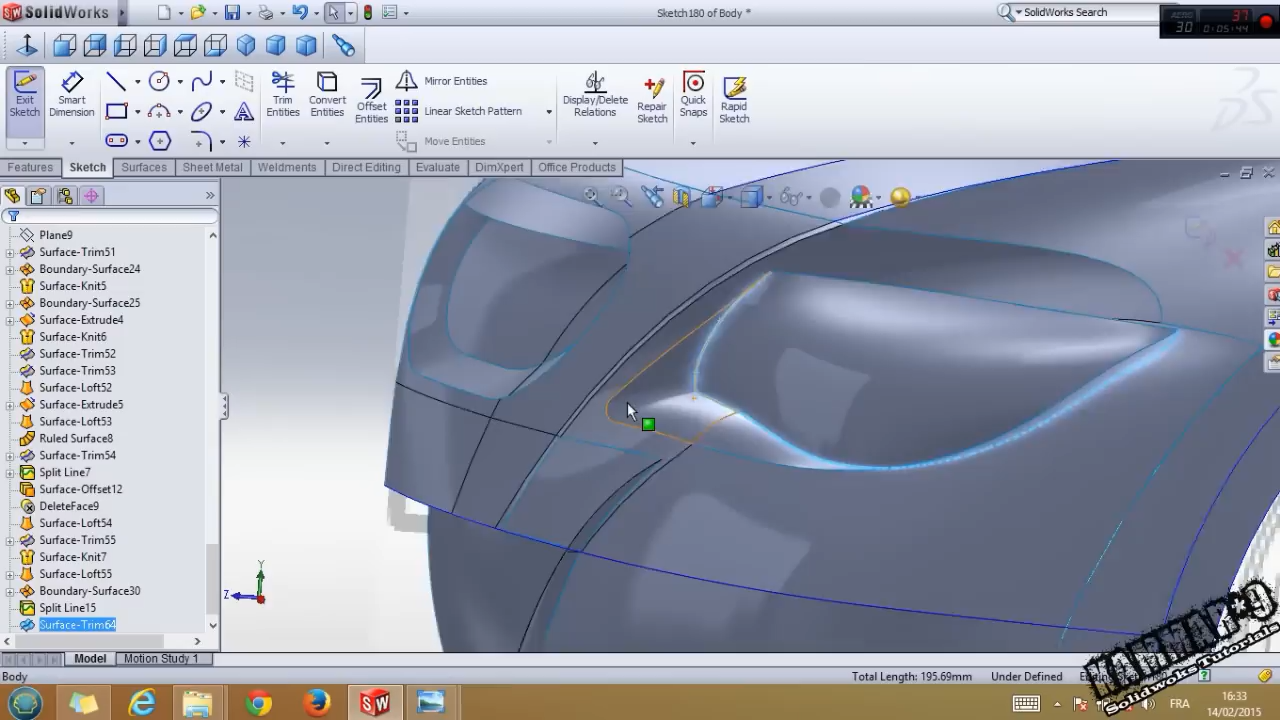 SolidWorks
Sketch180 of Body *
SolidWorks Search
37
30
0:05:44
Exit Sketch
Smart Dimension
Trim Entities
Convert Entities
Offset Entities
Mirror Entities
Linear Sketch Pattern
Move Entities
Display/Delete Relations
Repair Sketch
Quick Snaps
Rapid Sketch
Features
Sketch
Surfaces
Sheet Metal
Weldments
Direct Editing
Evaluate
DimXpert
Office Products
Plane9
Surface-Trim51
Boundary-Surface24
Surface-Knit5
Boundary-Surface25
Surface-Extrude4
Surface-Knit6
Surface-Trim52
Surface-Trim53
Surface-Loft52
Surface-Extrude5
Surface-Loft53
Ruled Surface8
Surface-Trim54
Split Line7
Surface-Offset12
DeleteFace9
Surface-Loft54
Surface-Trim55
Surface-Knit7
Surface-Loft55
Boundary-Surface30
Split Line15
Surface-Trim64
Y
Z
Model
Motion Study 1
Body
Total Length: 195.69mm
Under Defined
Solidworks Tutorials
FRA
16:33
14/02/2015